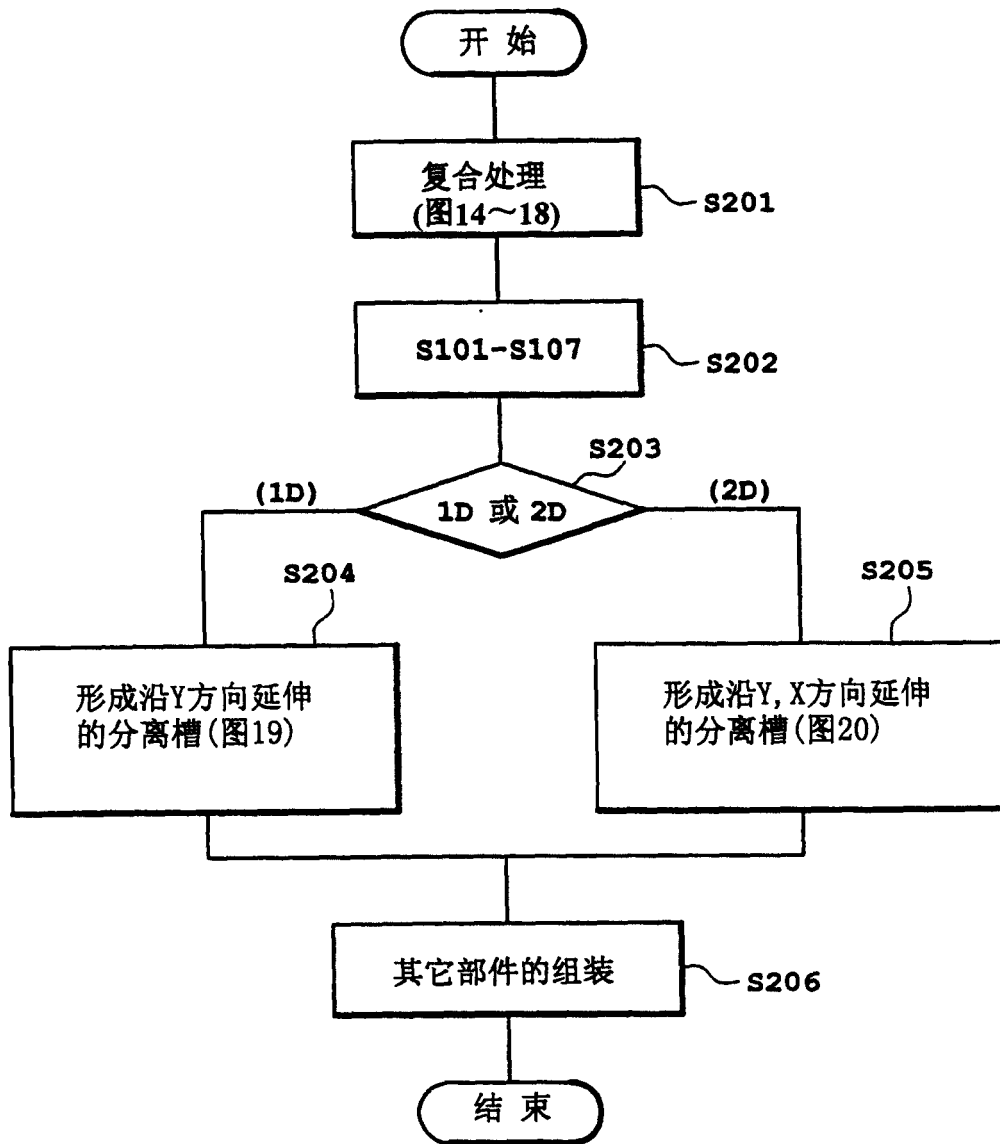 开 始
复合处理
(图14～18)
S201
S101-S107
S202
S203
(1D)
1D 或 2D
(2D)
S204
S205
形成沿Y方向延伸
的分离槽(图19)
形成沿Y,X方向延伸
的分离槽(图20)
其它部件的组装
S206
结 束